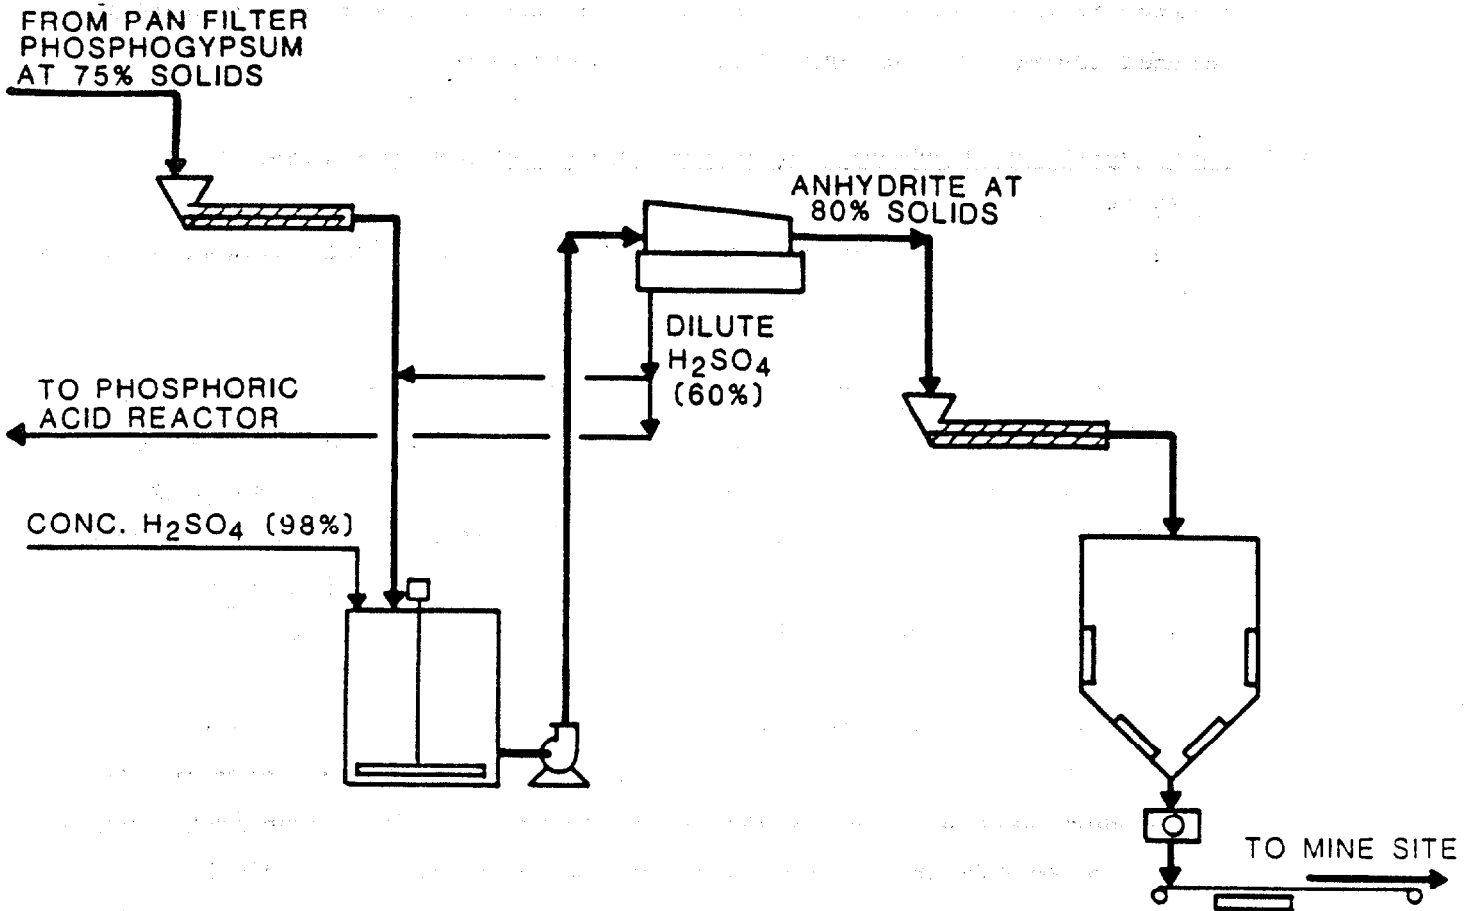 FROM PAN FILTER
PHOSPHOGYPSUM
AT 75% SOLIDS
ANHYDRITE AT
80% SOLIDS
DILUTE
H₂SO₄
(60%)
TO PHOSPHORIC
ACID REACTOR
CONC. H₂SO₄ (98%)
TO MINE SITE